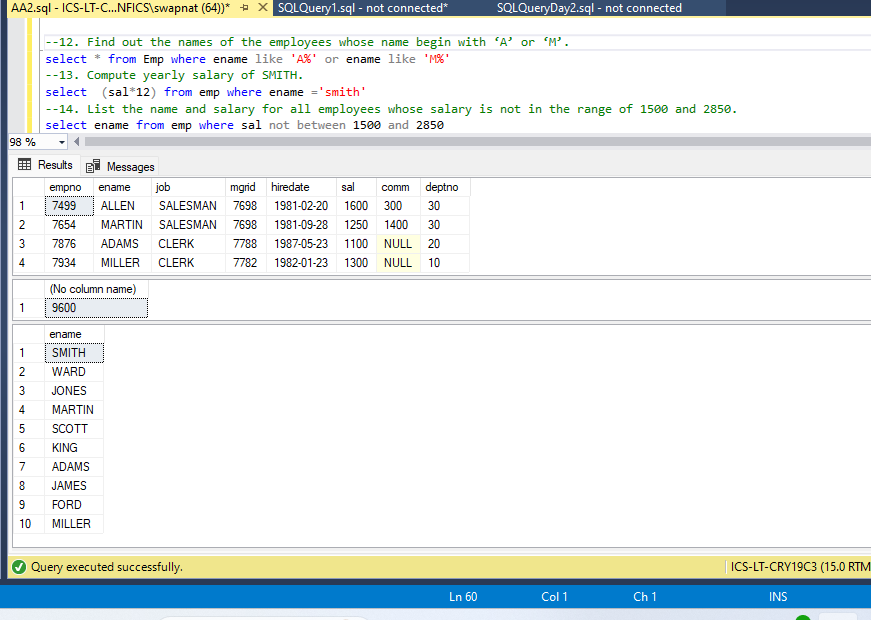 AA2.sql - ICS-LT-C...NFICS\swapnat (64))* SQLQuery1.sql - not connected* SQLQueryDay2.sql - not connected
--12. Find out the names of the employees whose name begin with ‘A’ or ‘M’.
select * from Emp where ename like 'A%' or ename like 'M%'
--13. Compute yearly salary of SMITH.
select (sal*12) from emp where ename ='smith'
--14. List the name and salary for all employees whose salary is not in the range of 1500 and 2850.
select ename from emp where sal not between 1500 and 2850
98 %
Results Messages
empno ename job mgrid hiredate sal comm deptno
1 7499 ALLEN SALESMAN 7698 1981-02-20 1600 300 30
2 7654 MARTIN SALESMAN 7698 1981-09-28 1250 1400 30
3 7876 ADAMS CLERK 7788 1987-05-23 1100 NULL 20
4 7934 MILLER CLERK 7782 1982-01-23 1300 NULL 10
(No column name)
1 9600
ename
1 SMITH
2 WARD
3 JONES
4 MARTIN
5 SCOTT
6 KING
7 ADAMS
8 JAMES
9 FORD
10 MILLER
Query executed successfully. ICS-LT-CRY19C3 (15.0 RTM
Ln 60 Col 1 Ch 1 INS